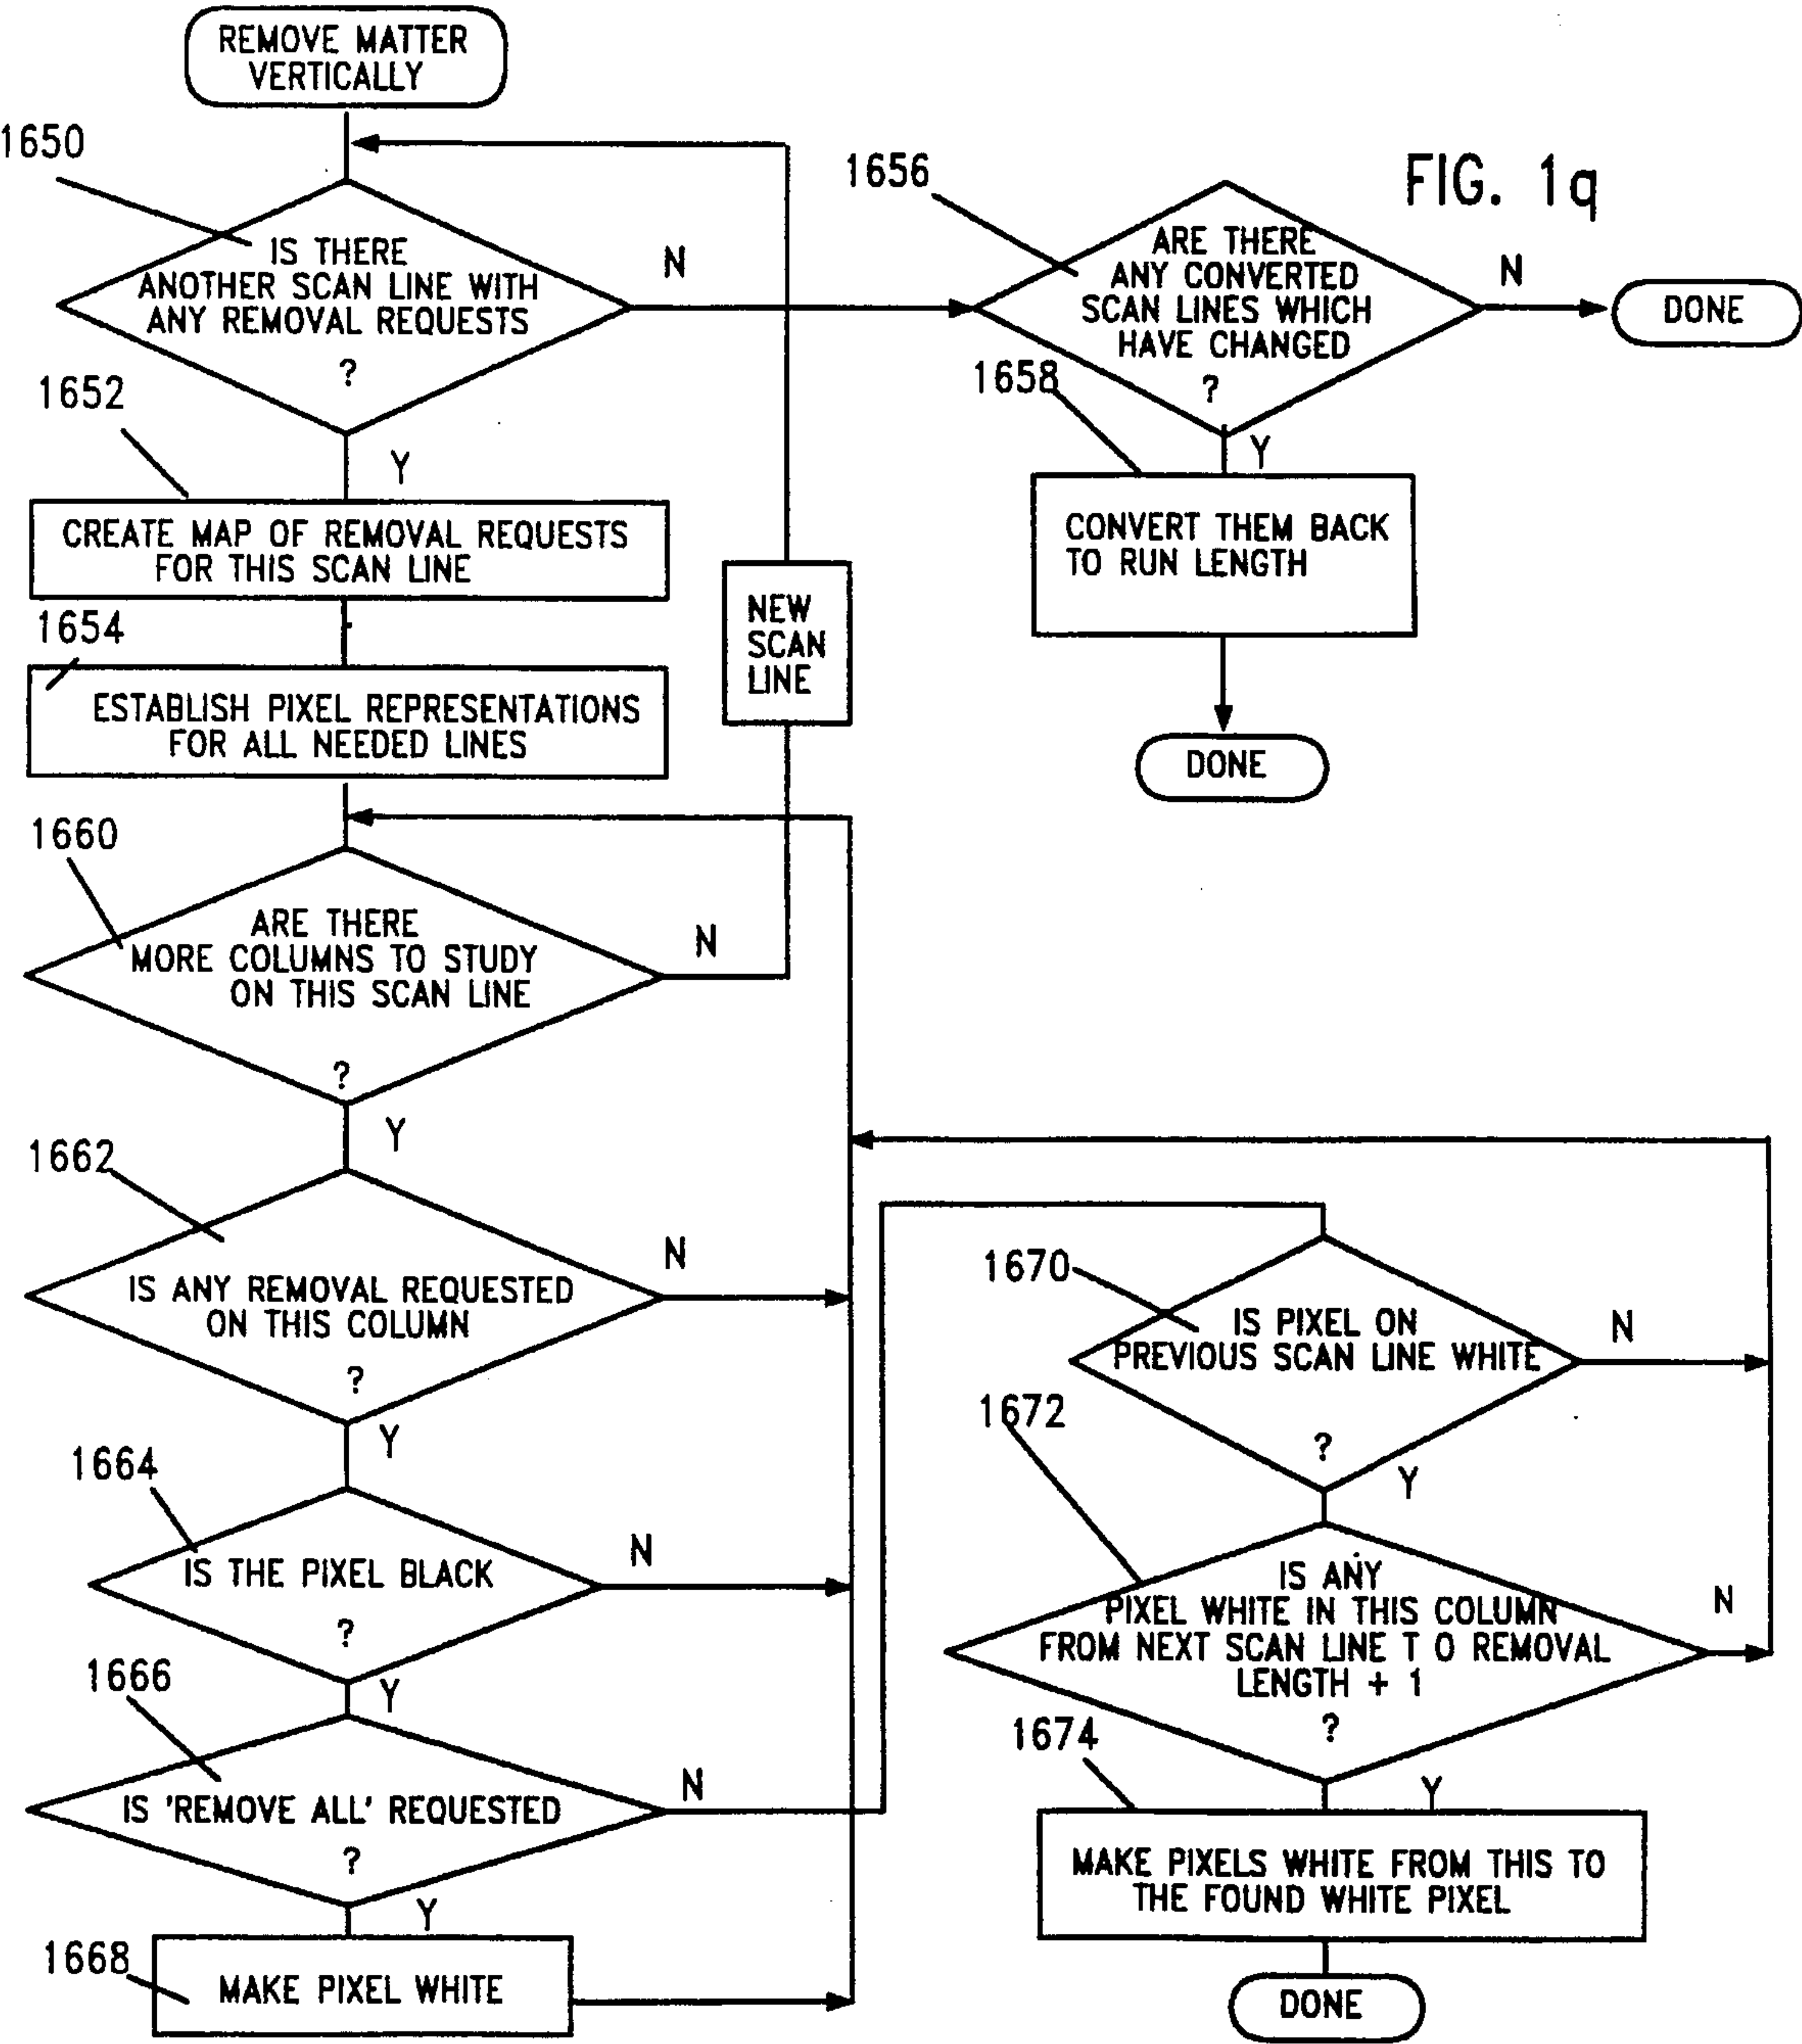 REMOVE MATTER
VERTICALLY
1650
IS THERE
ANOTHER SCAN LINE WITH
ANY REMOVAL REQUESTS
?
N
Y
1656
FIG. 1q
ARE THERE
ANY CONVERTED
SCAN LINES WHICH
HAVE CHANGED
?
N
DONE
Y
1658
CONVERT THEM BACK
TO RUN LENGTH
DONE
1652
CREATE MAP OF REMOVAL REQUESTS
FOR THIS SCAN LINE
NEW
SCAN
LINE
1654
ESTABLISH PIXEL REPRESENTATIONS
FOR ALL NEEDED LINES
1660
ARE THERE
MORE COLUMNS TO STUDY
ON THIS SCAN LINE
?
N
Y
1662
IS ANY REMOVAL REQUESTED
ON THIS COLUMN
?
N
Y
1664
IS THE PIXEL BLACK
?
N
Y
1666
IS 'REMOVE ALL' REQUESTED
?
N
Y
1668
MAKE PIXEL WHITE
1670
IS PIXEL ON
PREVIOUS SCAN LINE WHITE
?
N
Y
1672
IS ANY
PIXEL WHITE IN THIS COLUMN
FROM NEXT SCAN LINE T O REMOVAL
LENGTH + 1
?
N
Y
1674
MAKE PIXELS WHITE FROM THIS TO
THE FOUND WHITE PIXEL
DONE